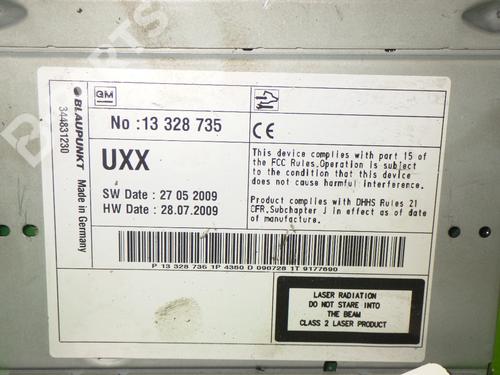 GM
No :13 328 735
UXX
SW Date : 27 05 2009
HW Date : 28.07.2009
BLAUPUNKT Made in Germany
344831230
CE
This device complies with part 15 of
the FCC Rules.Operation is subject
to the condition that this device
does not cause harmful interference.
Product complies with DHHS Rules 21
CFR,Subchapter J in effect as of date
of manufacture.
P 13 328 735 1P 4380 D 090728 1T 9177690
LASER RADIATION
DO NOT STARE INTO
THE BEAM
CLASS 2 LASER PRODUCT